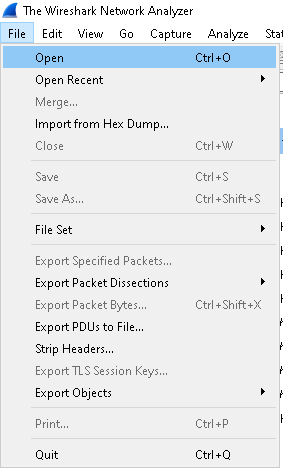 The Wireshark Network Analyzer
File Edit View Go Capture Analyze
Open Ctrl+O
Open Recent
Merge...
Import from Hex Dump...
Close Ctrl+W
Save Ctrl+S
Save As... Ctrl+Shift+S
File Set
Export Specified Packets...
Export Packet Dissections
Export Packet Bytes... Ctrl+Shift+X
Export PDUs to File...
Strip Headers...
Export TLS Session Keys...
Export Objects
Print... Ctrl+P
Quit Ctrl+Q